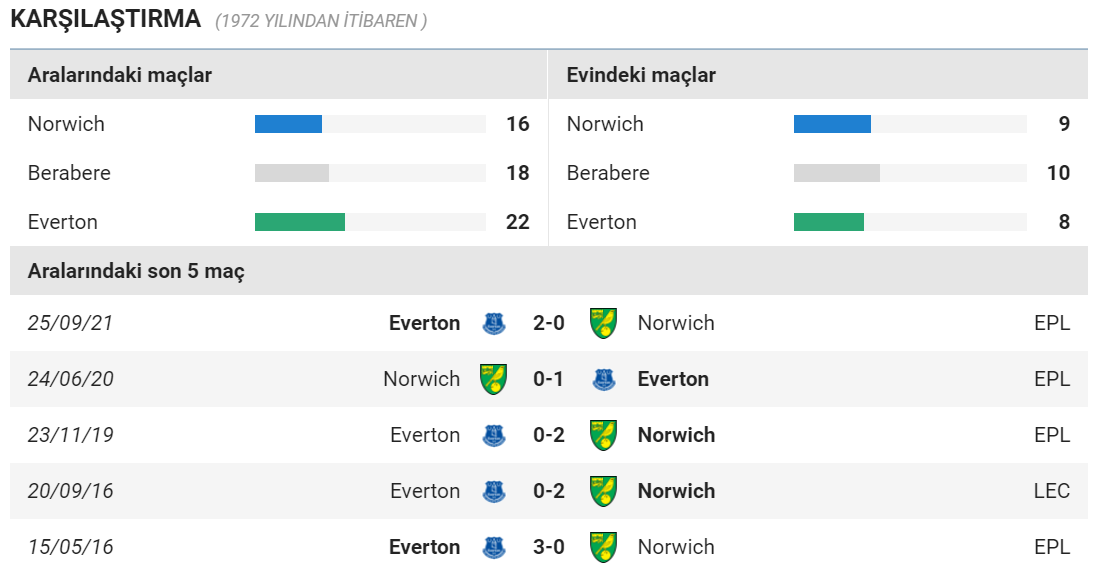 KARŞILAŞTIRMA (1972 YILINDAN İTİBAREN )
Aralarındaki maçlar
Norwich 16
Berabere 18
Everton 22
Evindeki maçlar
Norwich 9
Berabere 10
Everton 8
Aralarındaki son 5 maç
25/09/21 Everton 2-0 Norwich EPL
24/06/20 Norwich 0-1 Everton EPL
23/11/19 Everton 0-2 Norwich EPL
20/09/16 Everton 0-2 Norwich LEC
15/05/16 Everton 3-0 Norwich EPL